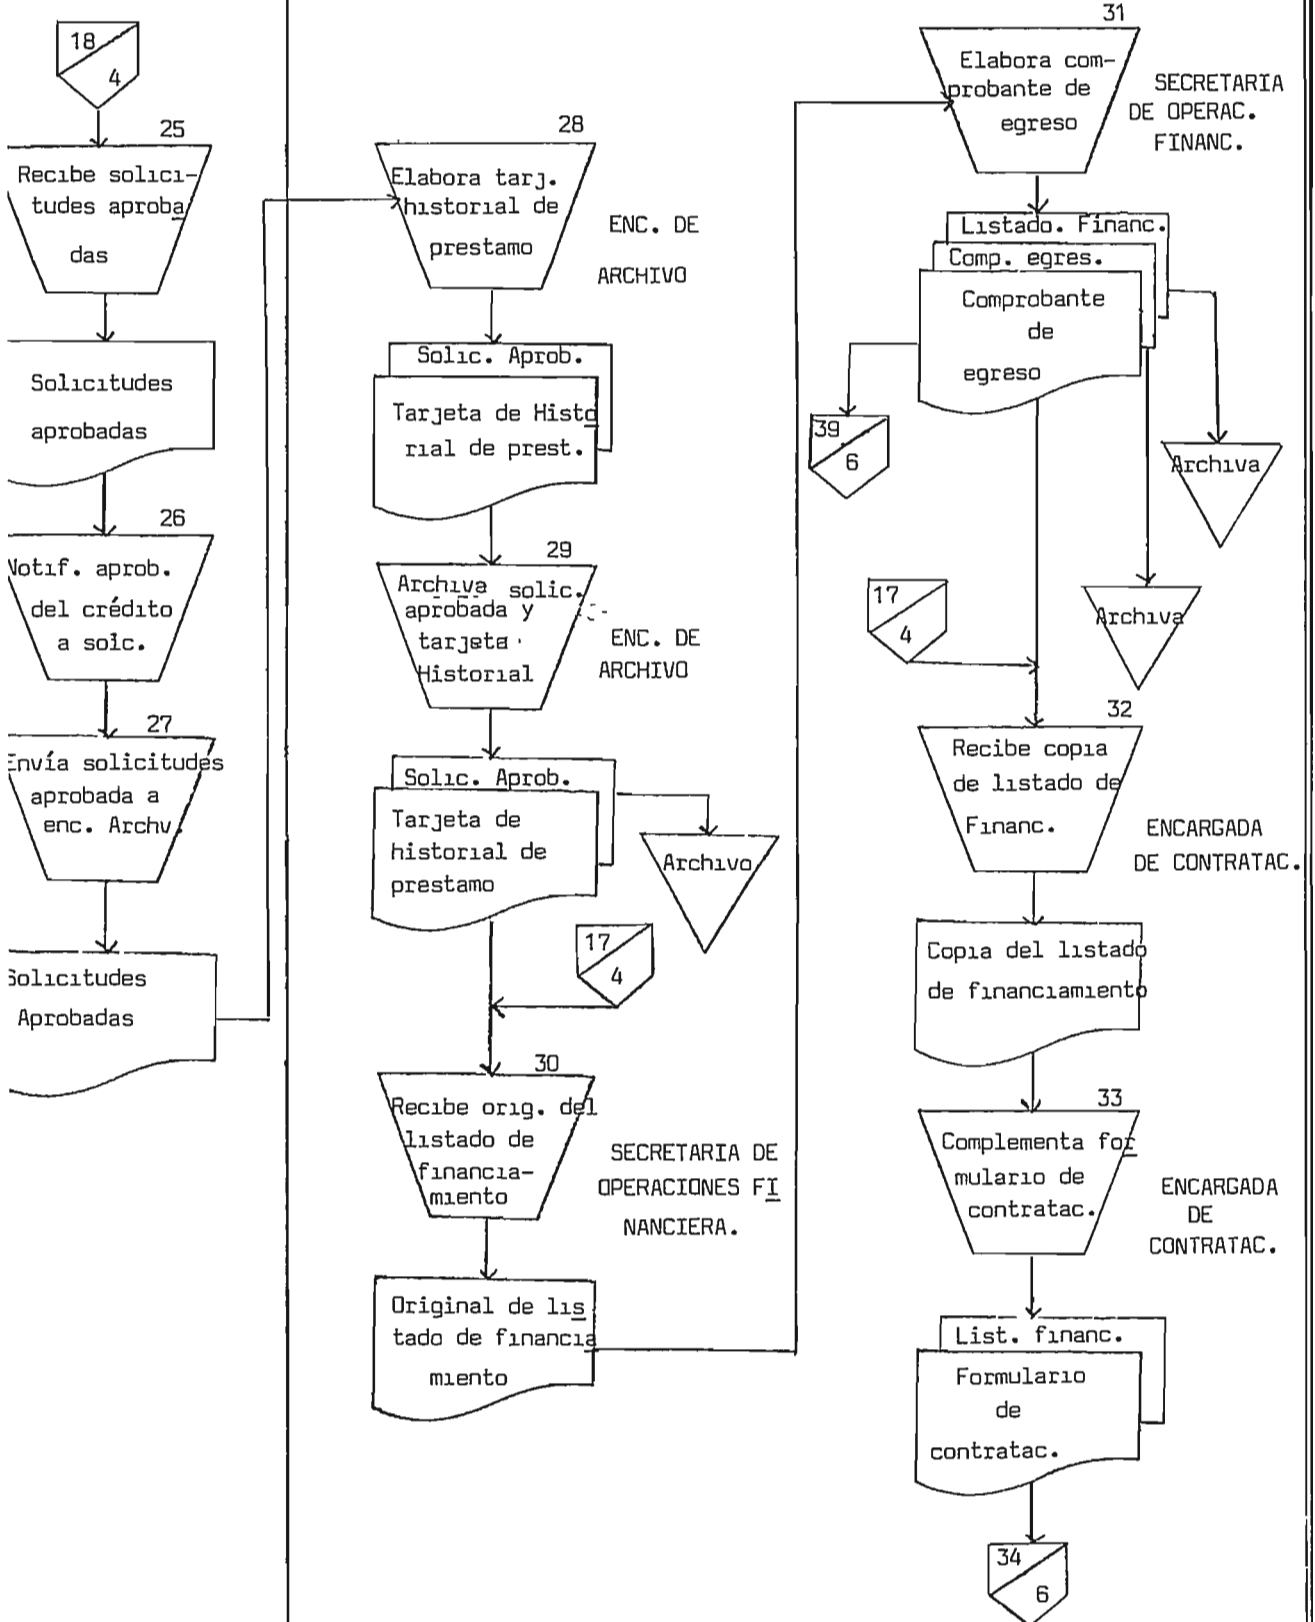 18
4
25
Recibe solici-
tudes aproba
das
Solicitudes
aprobadas
26
Notif. aprob.
del crédito
a solc.
27
Envía solicitudes
aprobada a
enc. Archv.
Solicitudes
Aprobadas
28
Elabora tarj.
historial de
prestamo
ENC. DE
ARCHIVO
Solic. Aprob.
Tarjeta de Histo
rial de prest.
29
Archiva solic.
aprobada y
tarjeta
Historial
ENC. DE
ARCHIVO
Solic. Aprob.
Tarjeta de
historial de
prestamo
Archivo
17
4
30
Recibe orig. del
listado de
financia-
miento
SECRETARIA DE
OPERACIONES FI
NANCIERA.
Original de lis
tado de financia
miento
31
Elabora com-
probante de
egreso
SECRETARIA
DE OPERAC.
FINANC.
Listado. Financ.
Comp. egres.
Comprobante
de
egreso
39
6
Archiva
Archiva
17
4
32
Recibe copia
de listado de
Financ.
ENCARGADA
DE CONTRATAC.
Copia del listado
de financiamiento
33
Complementa for
mulario de
contratac.
ENCARGADA
DE
CONTRATAC.
List. financ.
Formulario
de
contratac.
34
6